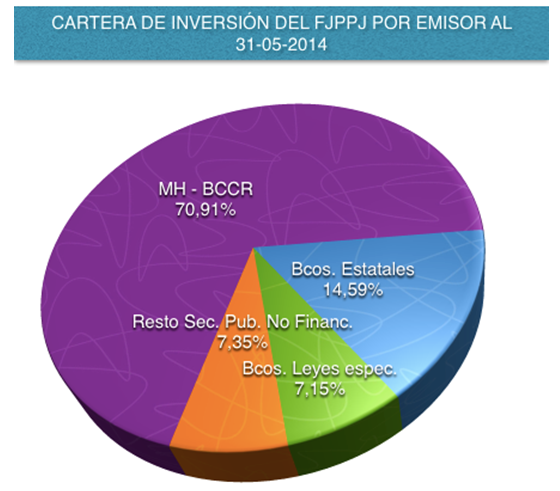 CARTERA DE INVERSIÓN DEL FJPPJ POR EMISOR AL
31-05-2014
MH - BCCR
70,91%
Bcos. Estatales
14,59%
Resto Sec. Pub. No Financ.
7,35%
Bcos. Leyes espec.
7,15%